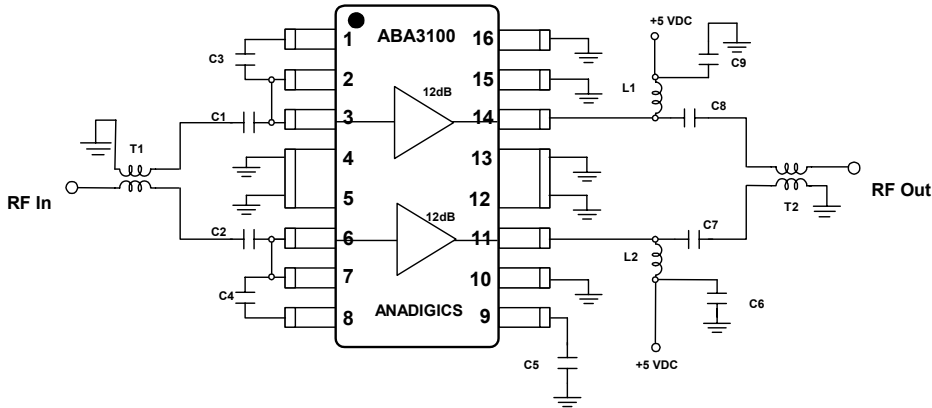 +5 VDC
1
ABA3100
16
C3
C9
2
15
L1
12dB
C8
C1
3
14
T1
4
13
RF In
5
12
RF Out
T2
12dB
C2
6
11
C7
L2
7
10
C4
C6
8
ANADIGICS
9
C5
+5 VDC